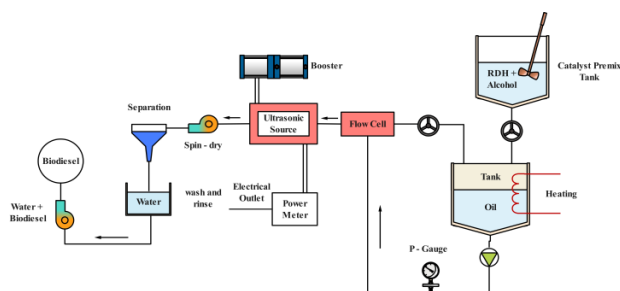 Booster
RDH +
Alcohol
Catalyst Premix
Tank
Separation
Ultrasonic
Source
Flow Cell
Spin - dry
Biodiesel
Tank
Heating
Oil
Water +
Biodiesel
Water
wash and
rinse
Electrical
Outlet
Power
Meter
P - Gauge